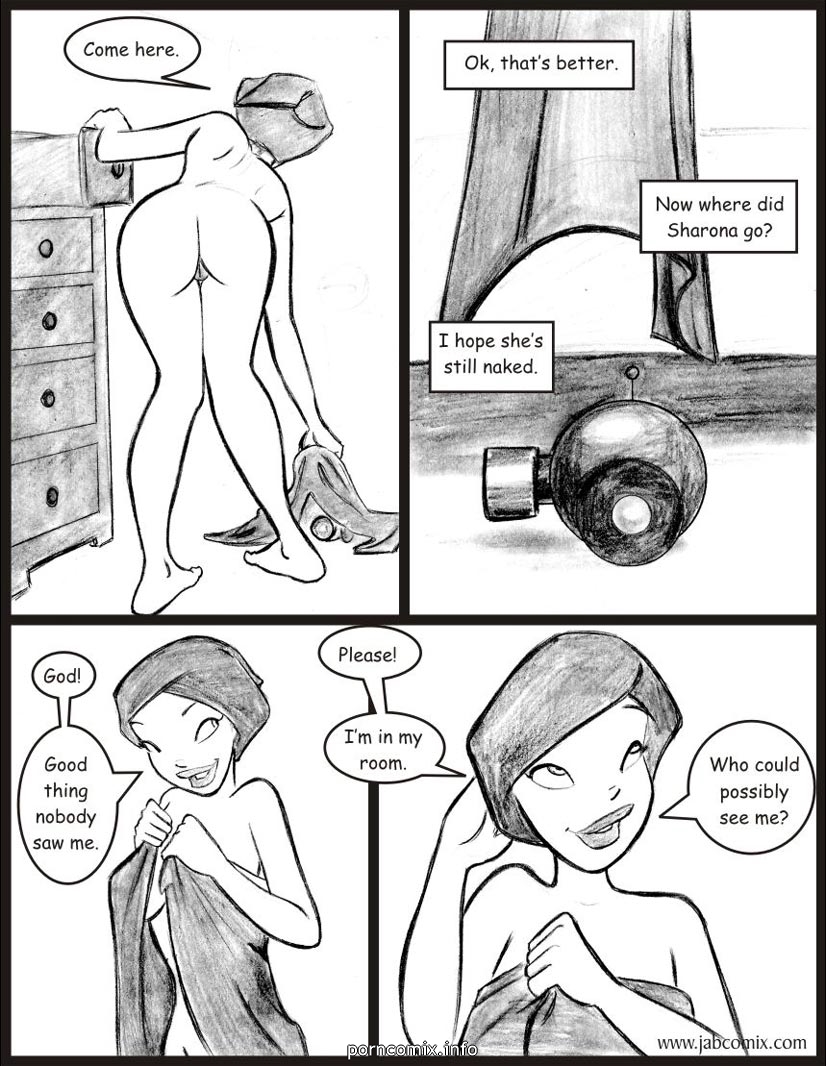 Come here.
Ok, that's better.
Now where did
Sharona go?
I hope she's
still naked.
God!
Good
thing
nobody
saw me.
Please!
I'm in my
room.
Who could
possibly
see me?
www.jabcomix.com
porncomix.info